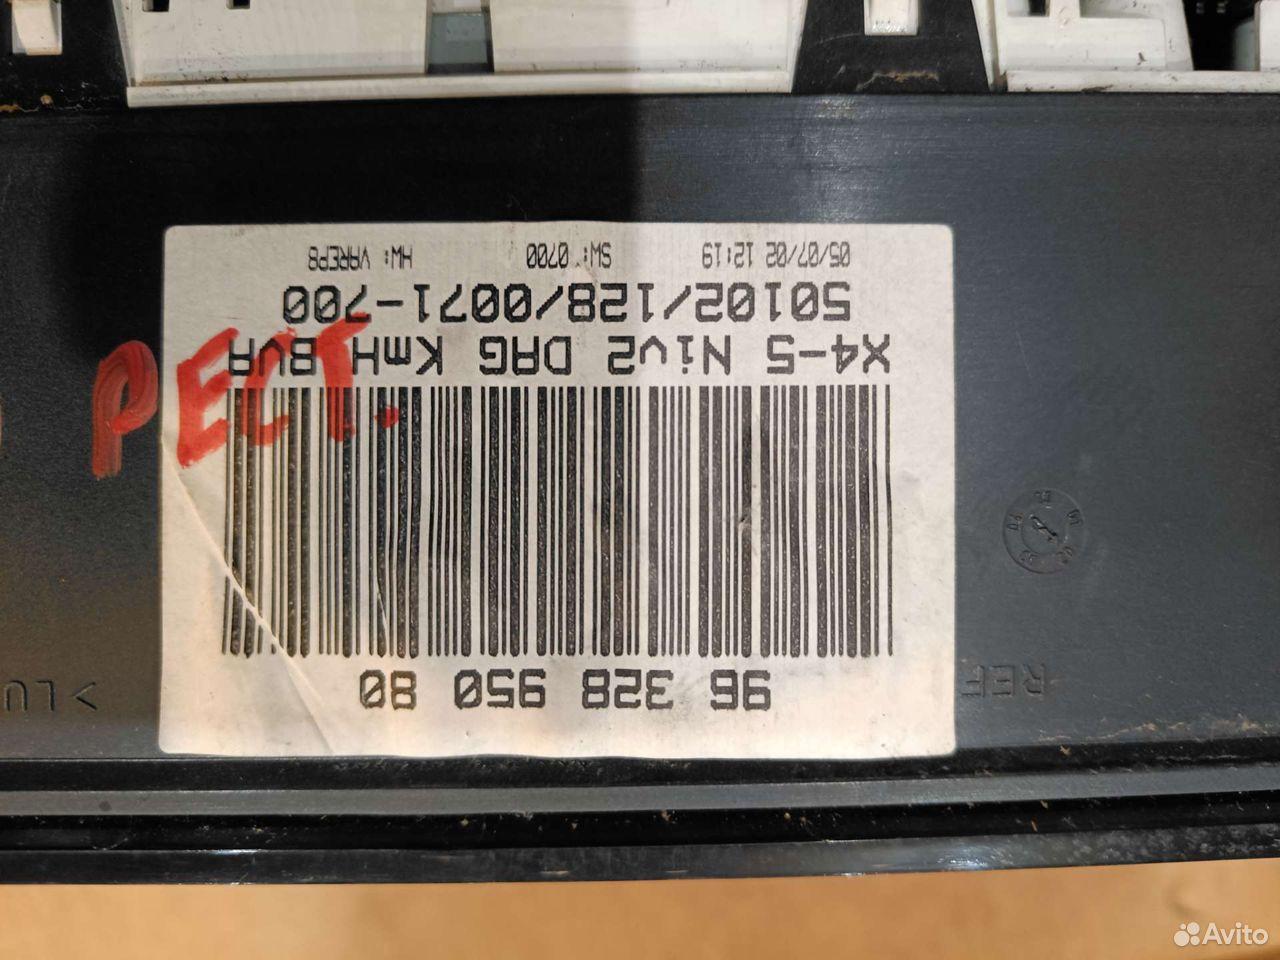 96 328 950 80
X4-5 Niv2 DAG KmH BVA
50102/128/0071-700
05/07/02 12:19 SW: 0700 HW: VAREP8
РЕСТ.
REF
>LU
Avito